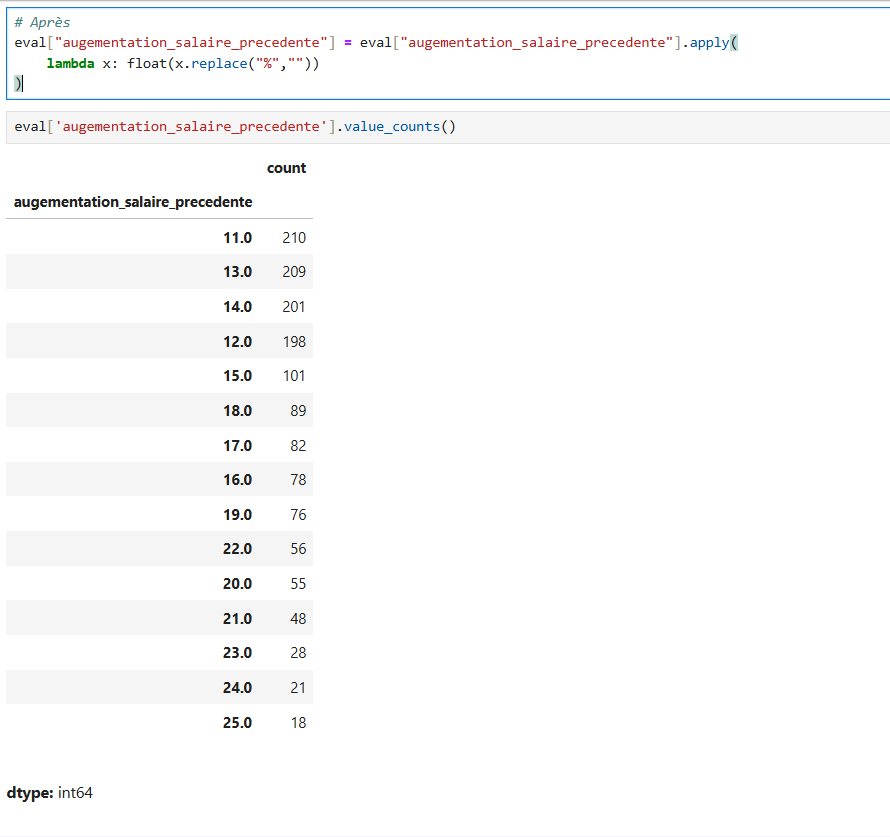 # Après
eval["augementation_salaire_precedente"] = eval["augementation_salaire_precedente"].apply(
    lambda x: float(x.replace("%",""))
)
eval['augementation_salaire_precedente'].value_counts()
count
augementation_salaire_precedente
11.0 210
13.0 209
14.0 201
12.0 198
15.0 101
18.0 89
17.0 82
16.0 78
19.0 76
22.0 56
20.0 55
21.0 48
23.0 28
24.0 21
25.0 18
dtype: int64